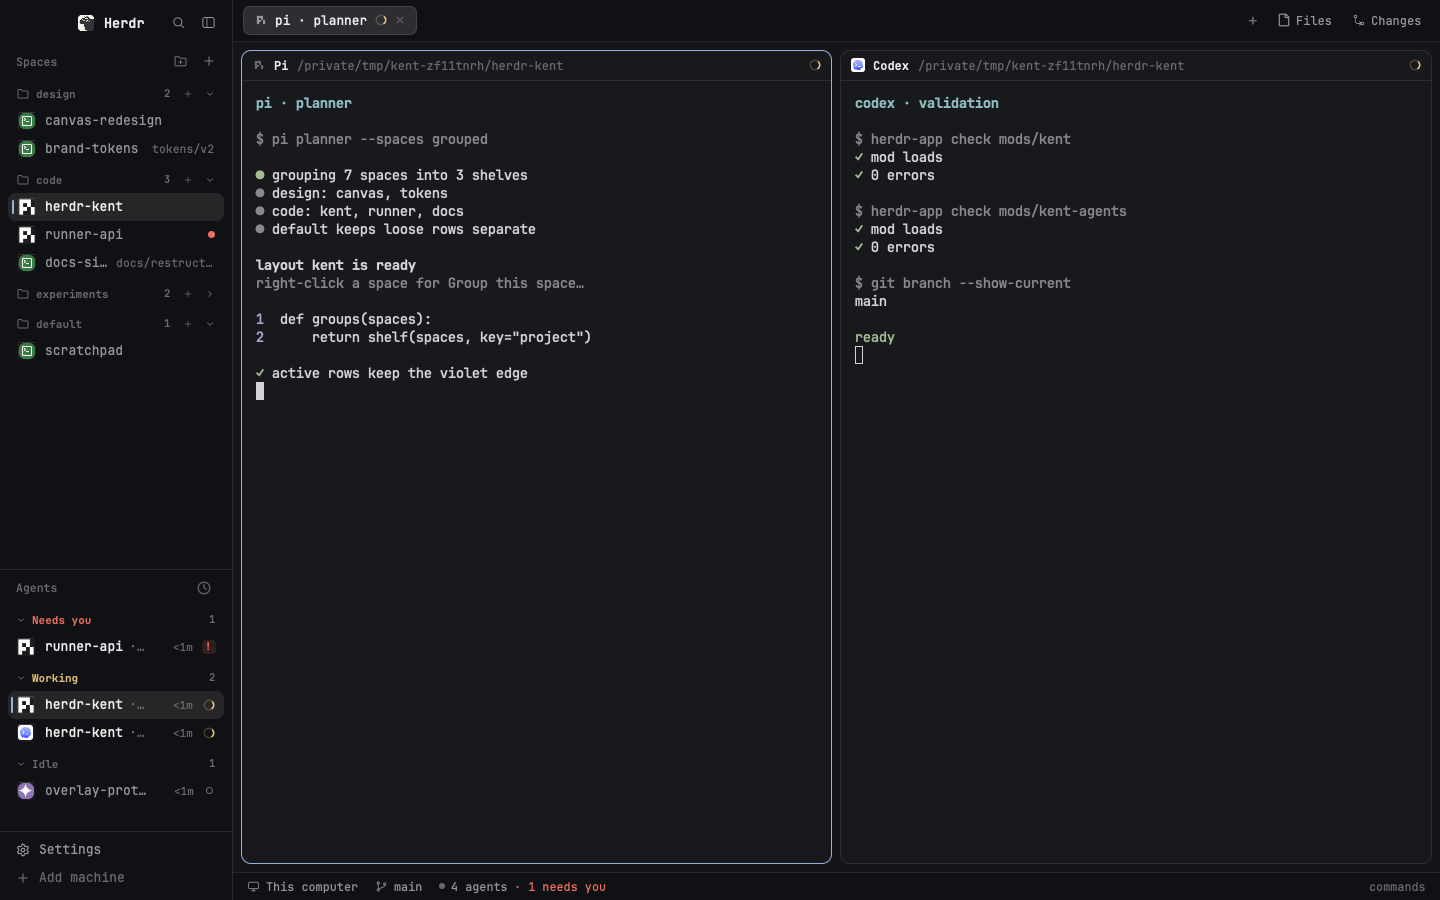 Herdr
Spaces
design 2
canvas-redesign
brand-tokens tokens/v2
code 3
herdr-kent
runner-api
docs-si… docs/restruct…
experiments 2
default 1
scratchpad
Agents
Needs you 1
runner-api ·… <1m !
Working 2
herdr-kent ·… <1m
herdr-kent ·… <1m
Idle 1
overlay-prot… <1m
Settings
+ Add machine
pi · planner ×
+ Files Changes
Pi /private/tmp/kent-zf11tnrh/herdr-kent
pi · planner
$ pi planner --spaces grouped
● grouping 7 spaces into 3 shelves
● design: canvas, tokens
● code: kent, runner, docs
● default keeps loose rows separate
layout kent is ready
right-click a space for Group this space…
1 def groups(spaces):
2     return shelf(spaces, key="project")
✓ active rows keep the violet edge
Codex /private/tmp/kent-zf11tnrh/herdr-kent
codex · validation
$ herdr-app check mods/kent
✓ mod loads
✓ 0 errors
$ herdr-app check mods/kent-agents
✓ mod loads
✓ 0 errors
$ git branch --show-current
main
ready
This computer main ● 4 agents · 1 needs you
commands